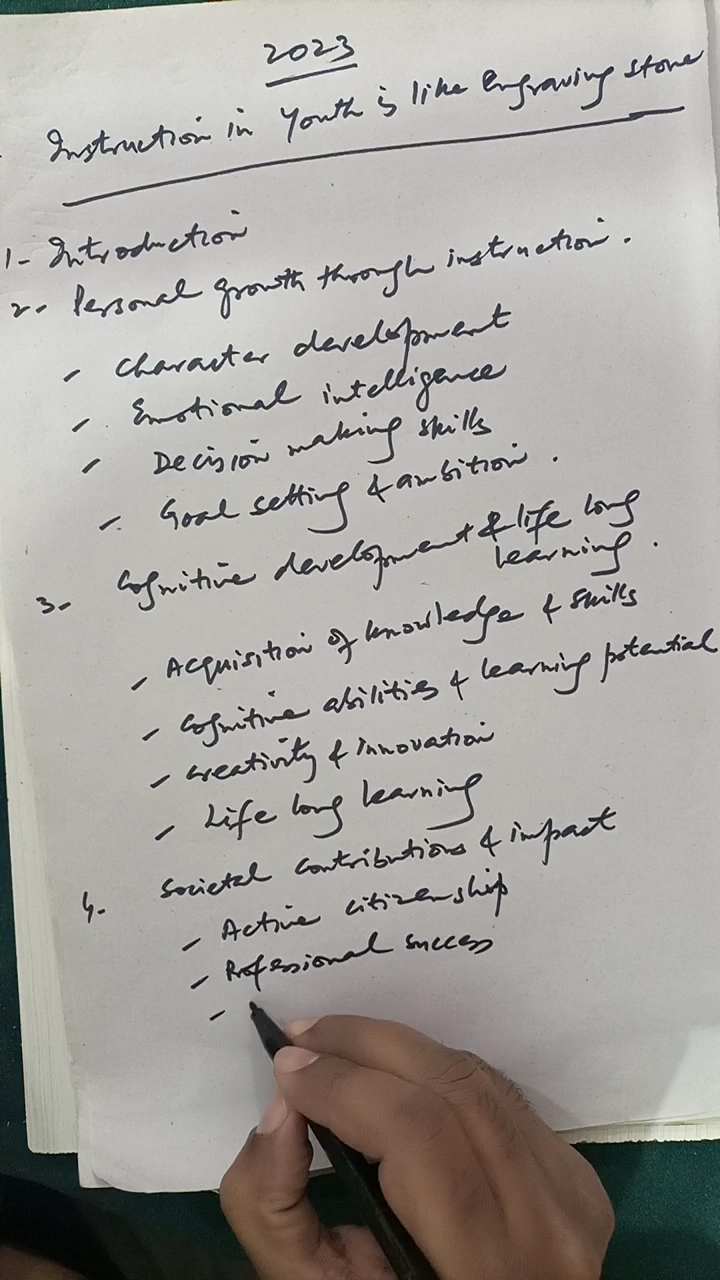 2023
Instruction in Youth is like Engraving stone
1- Introduction
2- Personal growth through instruction.
- Character development
- Emotional intelligence
- Decision making skills
- Goal setting & ambition.
3- Cognitive development & life long
learning.
- Acquisition of knowledge & skills
- Cognitive abilities & learning potential
- Creativity & innovation
- Life long learning
4- Societal contributions & impact
- Active citizenship
- Professional success
-